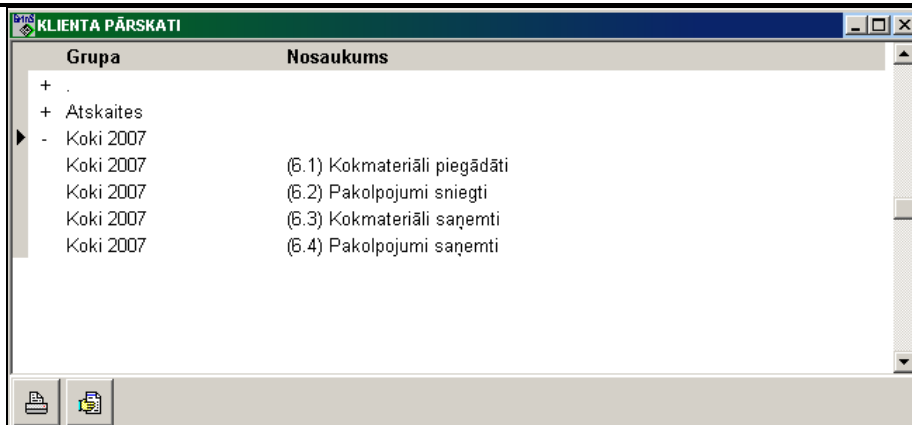 KLIENTA PĀRSKATI
Grupa Nosaukums
+ .
+ Atskaites
- Koki 2007
Koki 2007 (6.1) Kokmateriāli piegādāti
Koki 2007 (6.2) Pakolpojumi sniegti
Koki 2007 (6.3) Kokmateriāli saņemti
Koki 2007 (6.4) Pakolpojumi saņemti